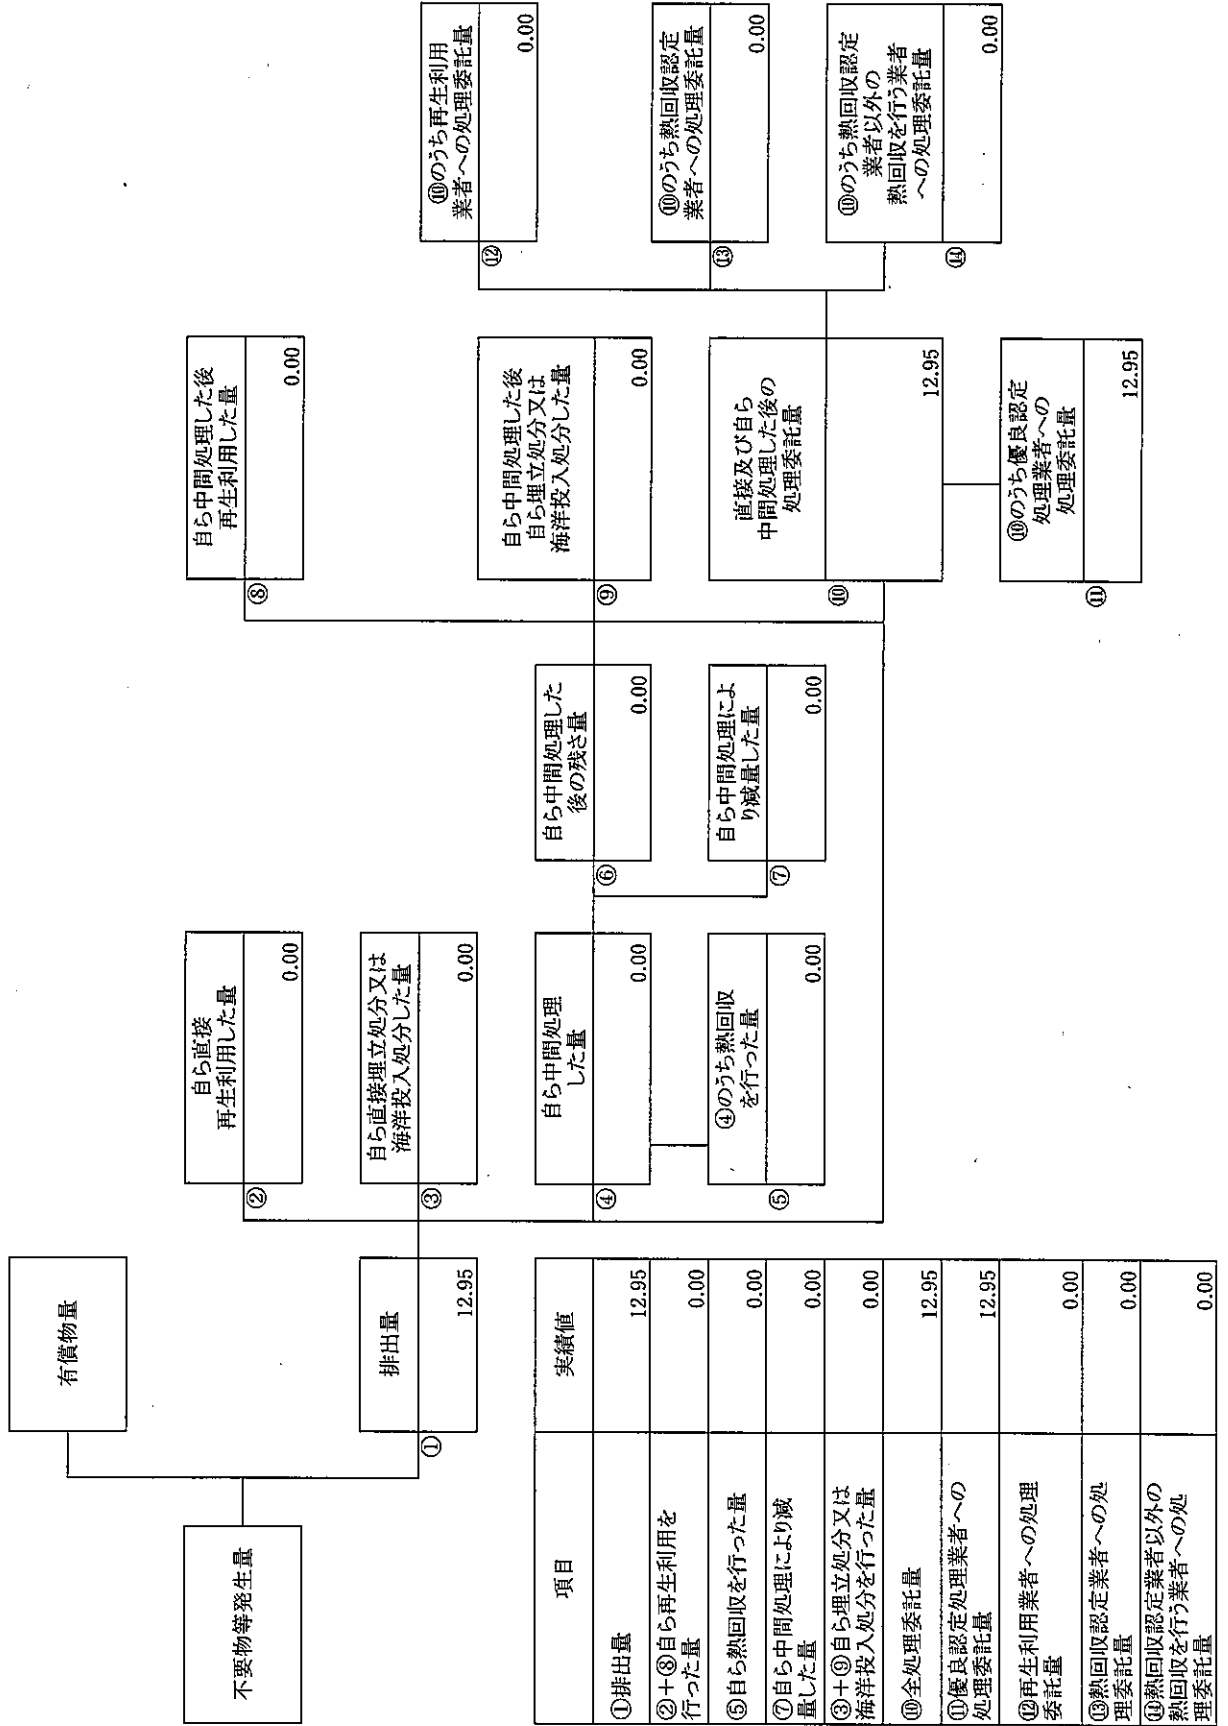 不要物等発生量
有償物量
①
排出量
12.95
②
自ら直接
再生利用した量
0.00
③
自ら直接埋立処分又は
海洋投入処分した量
0.00
④
自ら中間処理
した量
0.00
⑤
④のうち熱回収
を行った量
0.00
⑥
自ら中間処理した
後の残さ量
0.00
⑦
自ら中間処理によ
り減量した量
0.00
⑧
自ら中間処理した後
再生利用した量
0.00
⑨
自ら中間処理した後
自ら埋立処分又は
海洋投入処分した量
0.00
⑩
直接及び自ら
中間処理した後の
処理委託量
12.95
⑪
⑩のうち優良認定
処理業者への
処理委託量
12.95
⑫
⑩のうち再生利用
業者への処理委託量
0.00
⑬
⑩のうち熱回収認定
業者への処理委託量
0.00
⑭
⑩のうち熱回収認定
業者以外の
熱回収を行う業者
への処理委託量
0.00
項目 実績値
①排出量 12.95
②+⑧自ら再生利用を
行った量 0.00
⑤自ら熱回収を行った量 0.00
⑦自ら中間処理により減
量した量 0.00
③+⑨自ら埋立処分又は
海洋投入処分を行った量 0.00
⑩全処理委託量 12.95
⑪優良認定処理業者への
処理委託量 12.95
⑫再生利用業者への処理
委託量 0.00
⑬熱回収認定業者への処
理委託量 0.00
⑭熱回収認定業者以外の
熱回収を行う業者への処
理委託量 0.00